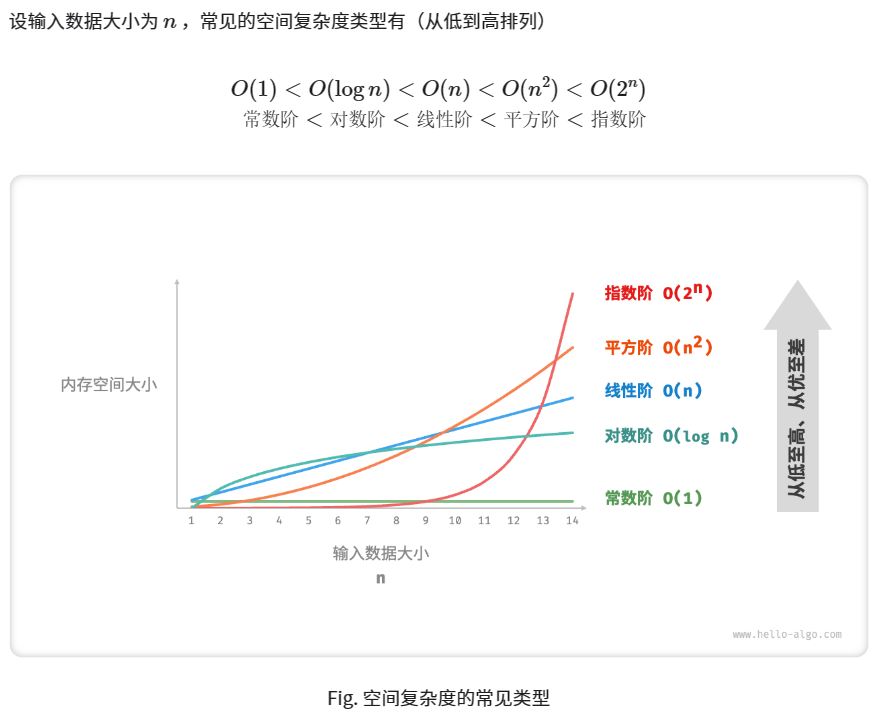 设输入数据大小为 n ，常见的空间复杂度类型有（从低到高排列）
O(1) < O(log n) < O(n) < O(n²) < O(2ⁿ)
常数阶 < 对数阶 < 线性阶 < 平方阶 < 指数阶
指数阶 O(2ⁿ)
平方阶 O(n²)
线性阶 O(n)
对数阶 O(log n)
常数阶 O(1)
从低至高、从优至差
内存空间大小
1 2 3 4 5 6 7 8 9 10 11 12 13 14
输入数据大小
n
www.hello-algo.com
Fig. 空间复杂度的常见类型